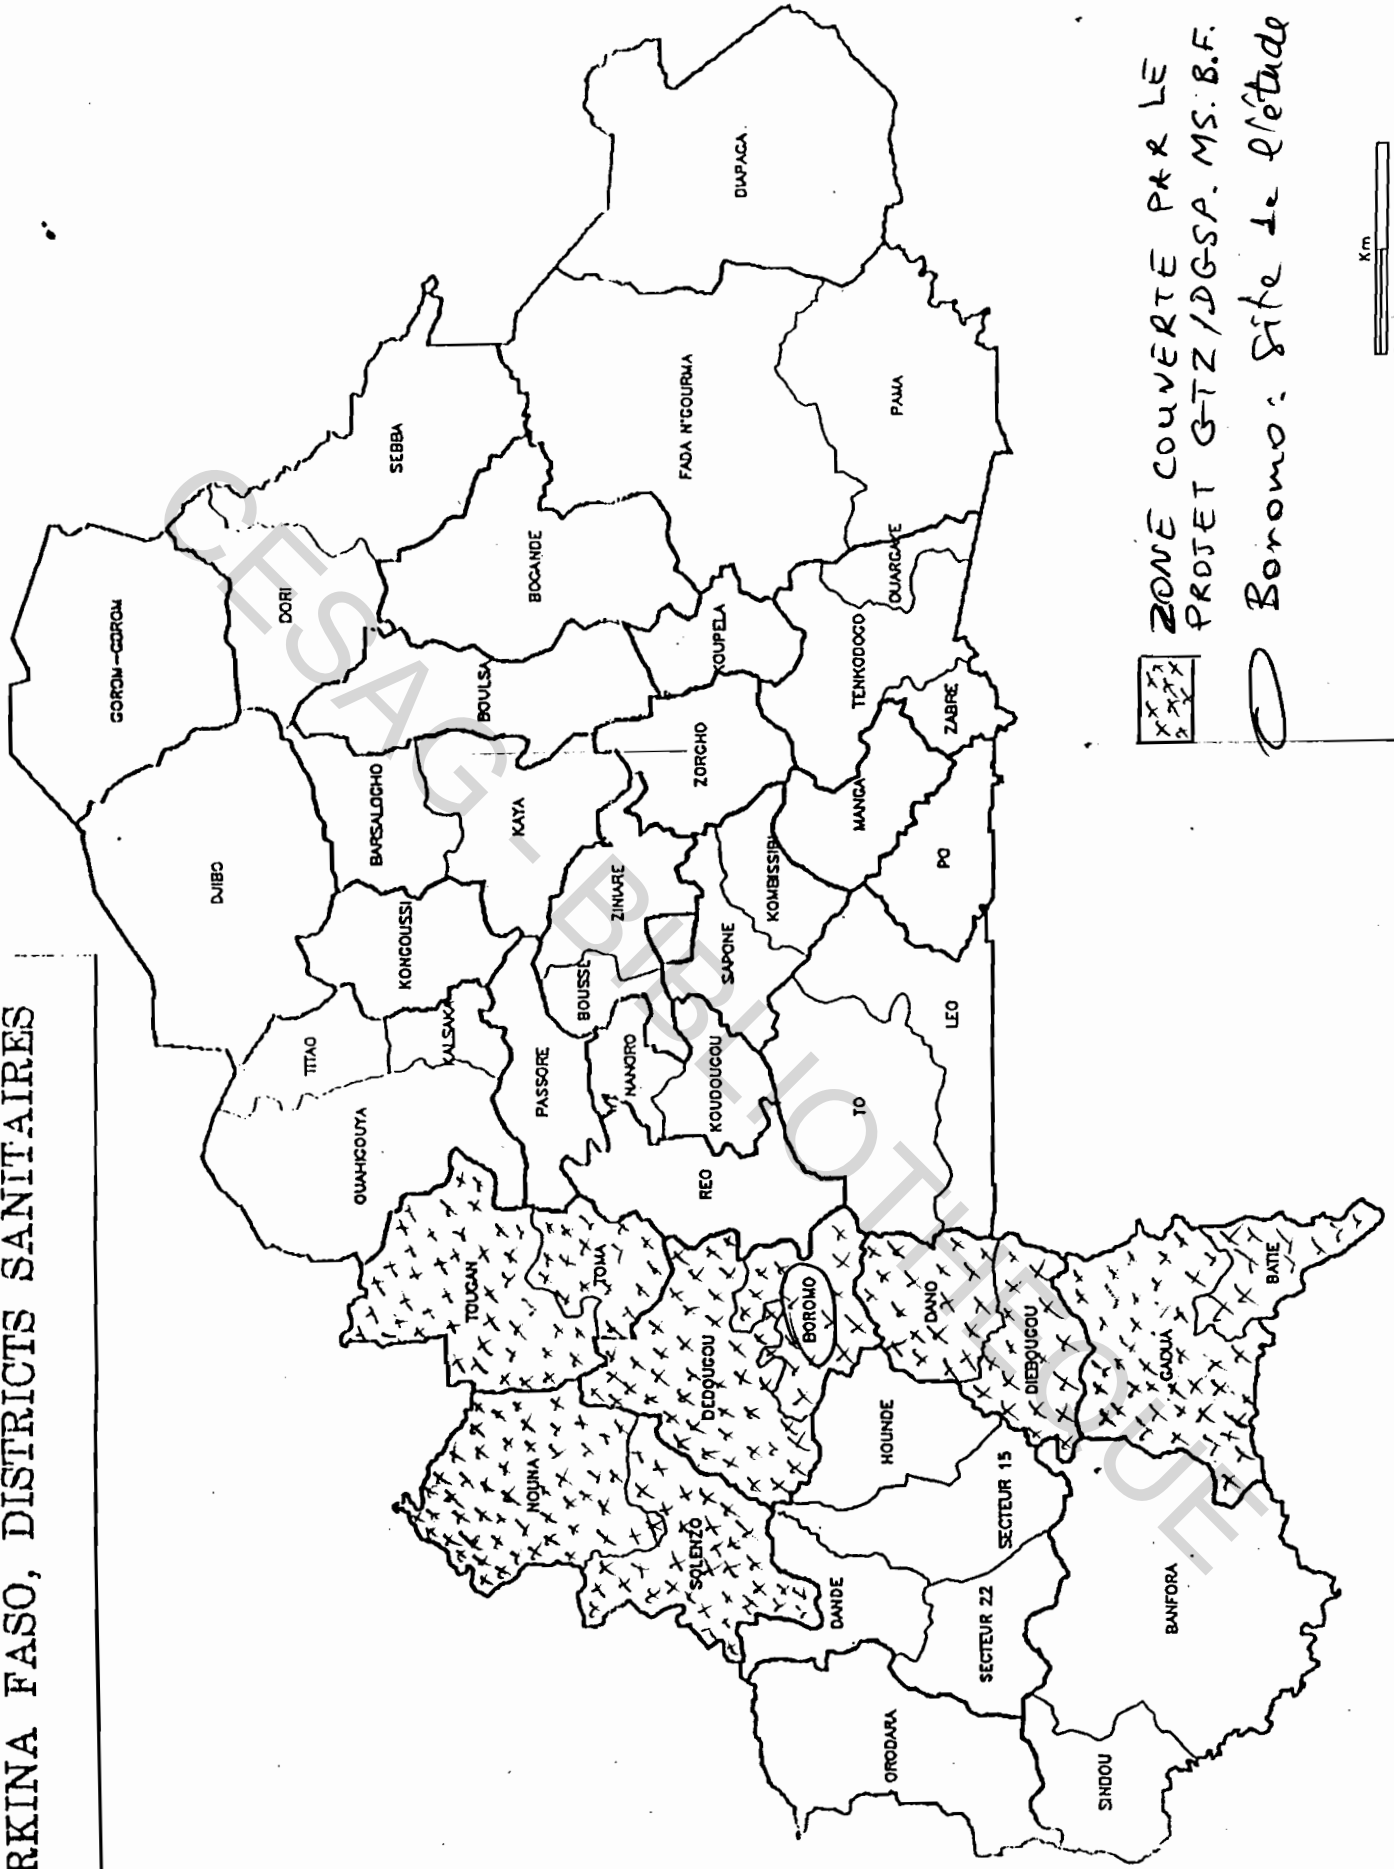 RKINA FASO, DISTRICTS SANITAIRES
GOROM-GOROM
DJIBO
DORI
SEBBA
TITAO
OUAHIGOUYA
KONGOUSSI
BARSALOGHO
BOULSA
BOGANDE
KALSAKA
KAYA
TOUGAN
PASSORE
NOUNA
TOMA
NANORO
BOUSSE
ZINIARE
ZORGHO
KOUPELA
FADA N'GOURMA
DIAPAGA
SOLENZO
DEDOUGOU
REO
KOUDOUGOU
SAPONE
KOMBISSIRI
BOROMO
TO
MANGA
TENKODOGO
OUARGAYE
PAMA
DANDE
HOUNDE
DANO
LEO
PO
ZABRE
ORODARA
SECTEUR 22
SECTEUR 15
DIEBOUGOU
SINDOU
BANFORA
GAOUA
BATIE
ZONE COUVERTE PAR LE
PROJET GTZ/DGSP. MS. B.F.
Boromo : Site de l'étude
Km
CESAG - BIBLIOTHEQUE